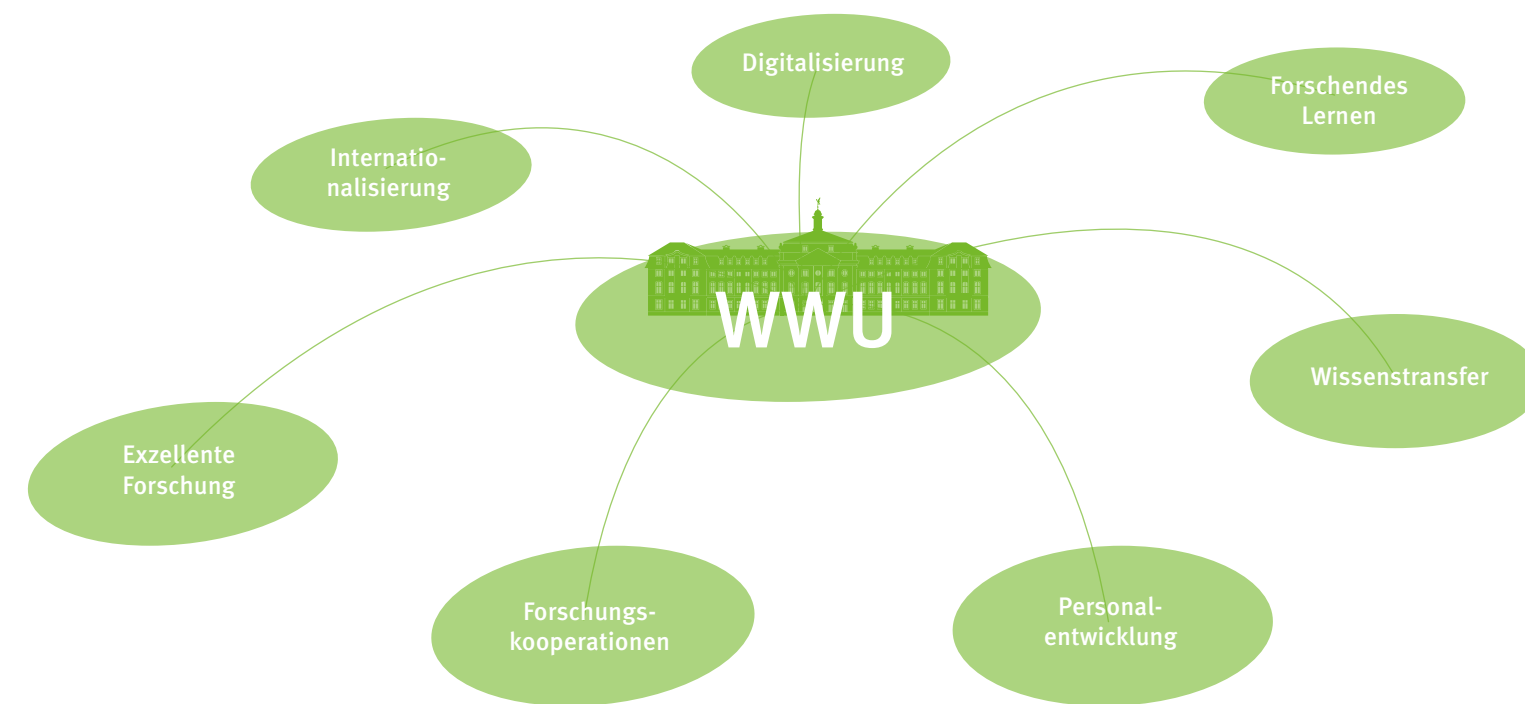 Digitalisierung
Forschendes
Lernen
Internatio-
nalisierung
WWU
Wissenstransfer
Exzellente
Forschung
Forschungs-
kooperationen
Personal-
entwicklung